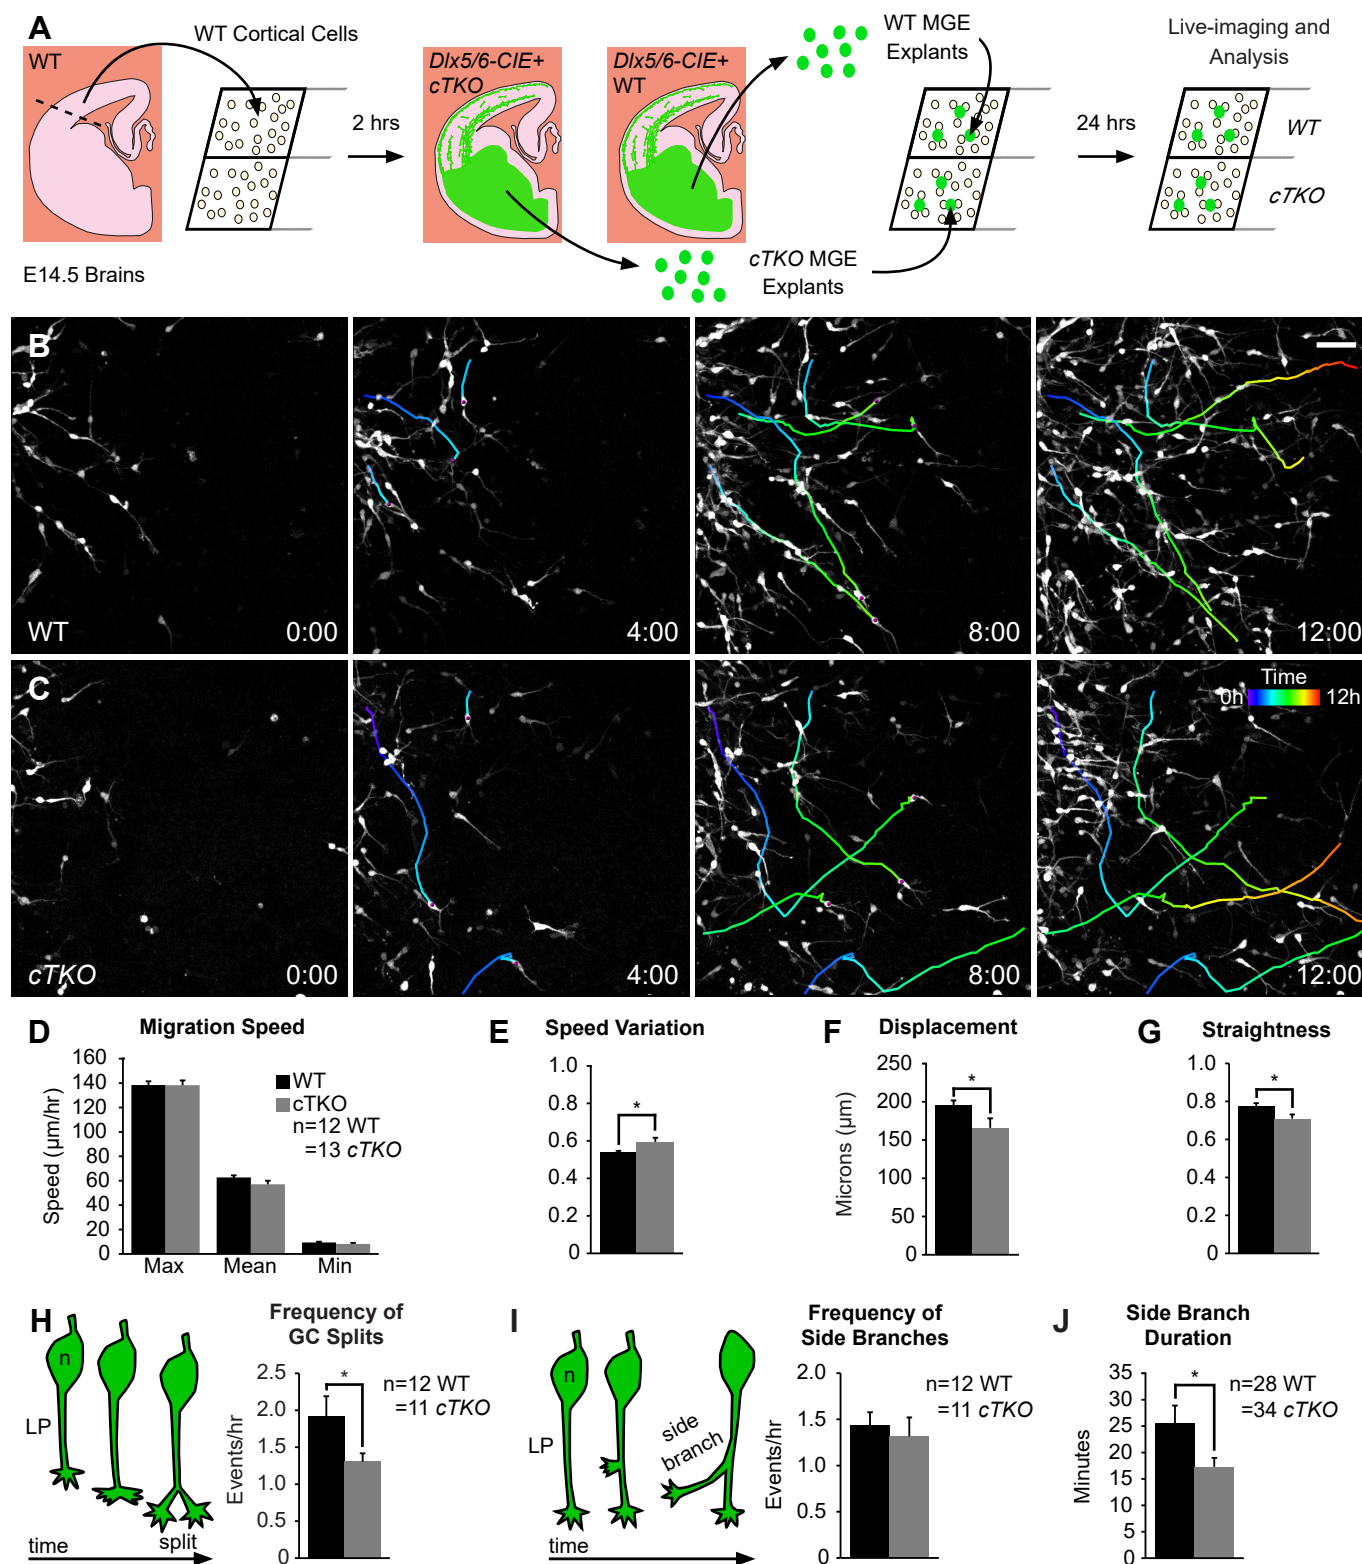 A
WT
WT Cortical Cells
E14.5 Brains
2 hrs
Dlx5/6-CIE+
cTKO
Dlx5/6-CIE+
WT
WT MGE
Explants
cTKO MGE
Explants
24 hrs
Live-imaging and
Analysis
WT
cTKO
B
WT
0:00
4:00
8:00
12:00
C
cTKO
0:00
4:00
8:00
Time
0h
12h
12:00
D
Migration Speed
Speed (µm/hr)
160
140
120
100
80
60
40
20
0
WT
cTKO
n=12 WT
=13 cTKO
Max
Mean
Min
E
Speed Variation
1.0
0.8
0.6
0.4
0.2
0
*
F
Displacement
Microns (µm)
250
200
150
100
50
0
*
G
Straightness
1.0
0.8
0.6
0.4
0.2
0
*
H
n
LP
split
time
Frequency of
GC Splits
Events/hr
2.5
2.0
1.5
1.0
0.5
0
*
n=12 WT
=11 cTKO
I
n
LP
side
branch
time
Frequency of
Side Branches
Events/hr
2.0
1.5
1.0
0.5
0
n=12 WT
=11 cTKO
J
Side Branch
Duration
Minutes
35
30
25
20
15
10
5
0
*
n=28 WT
=34 cTKO